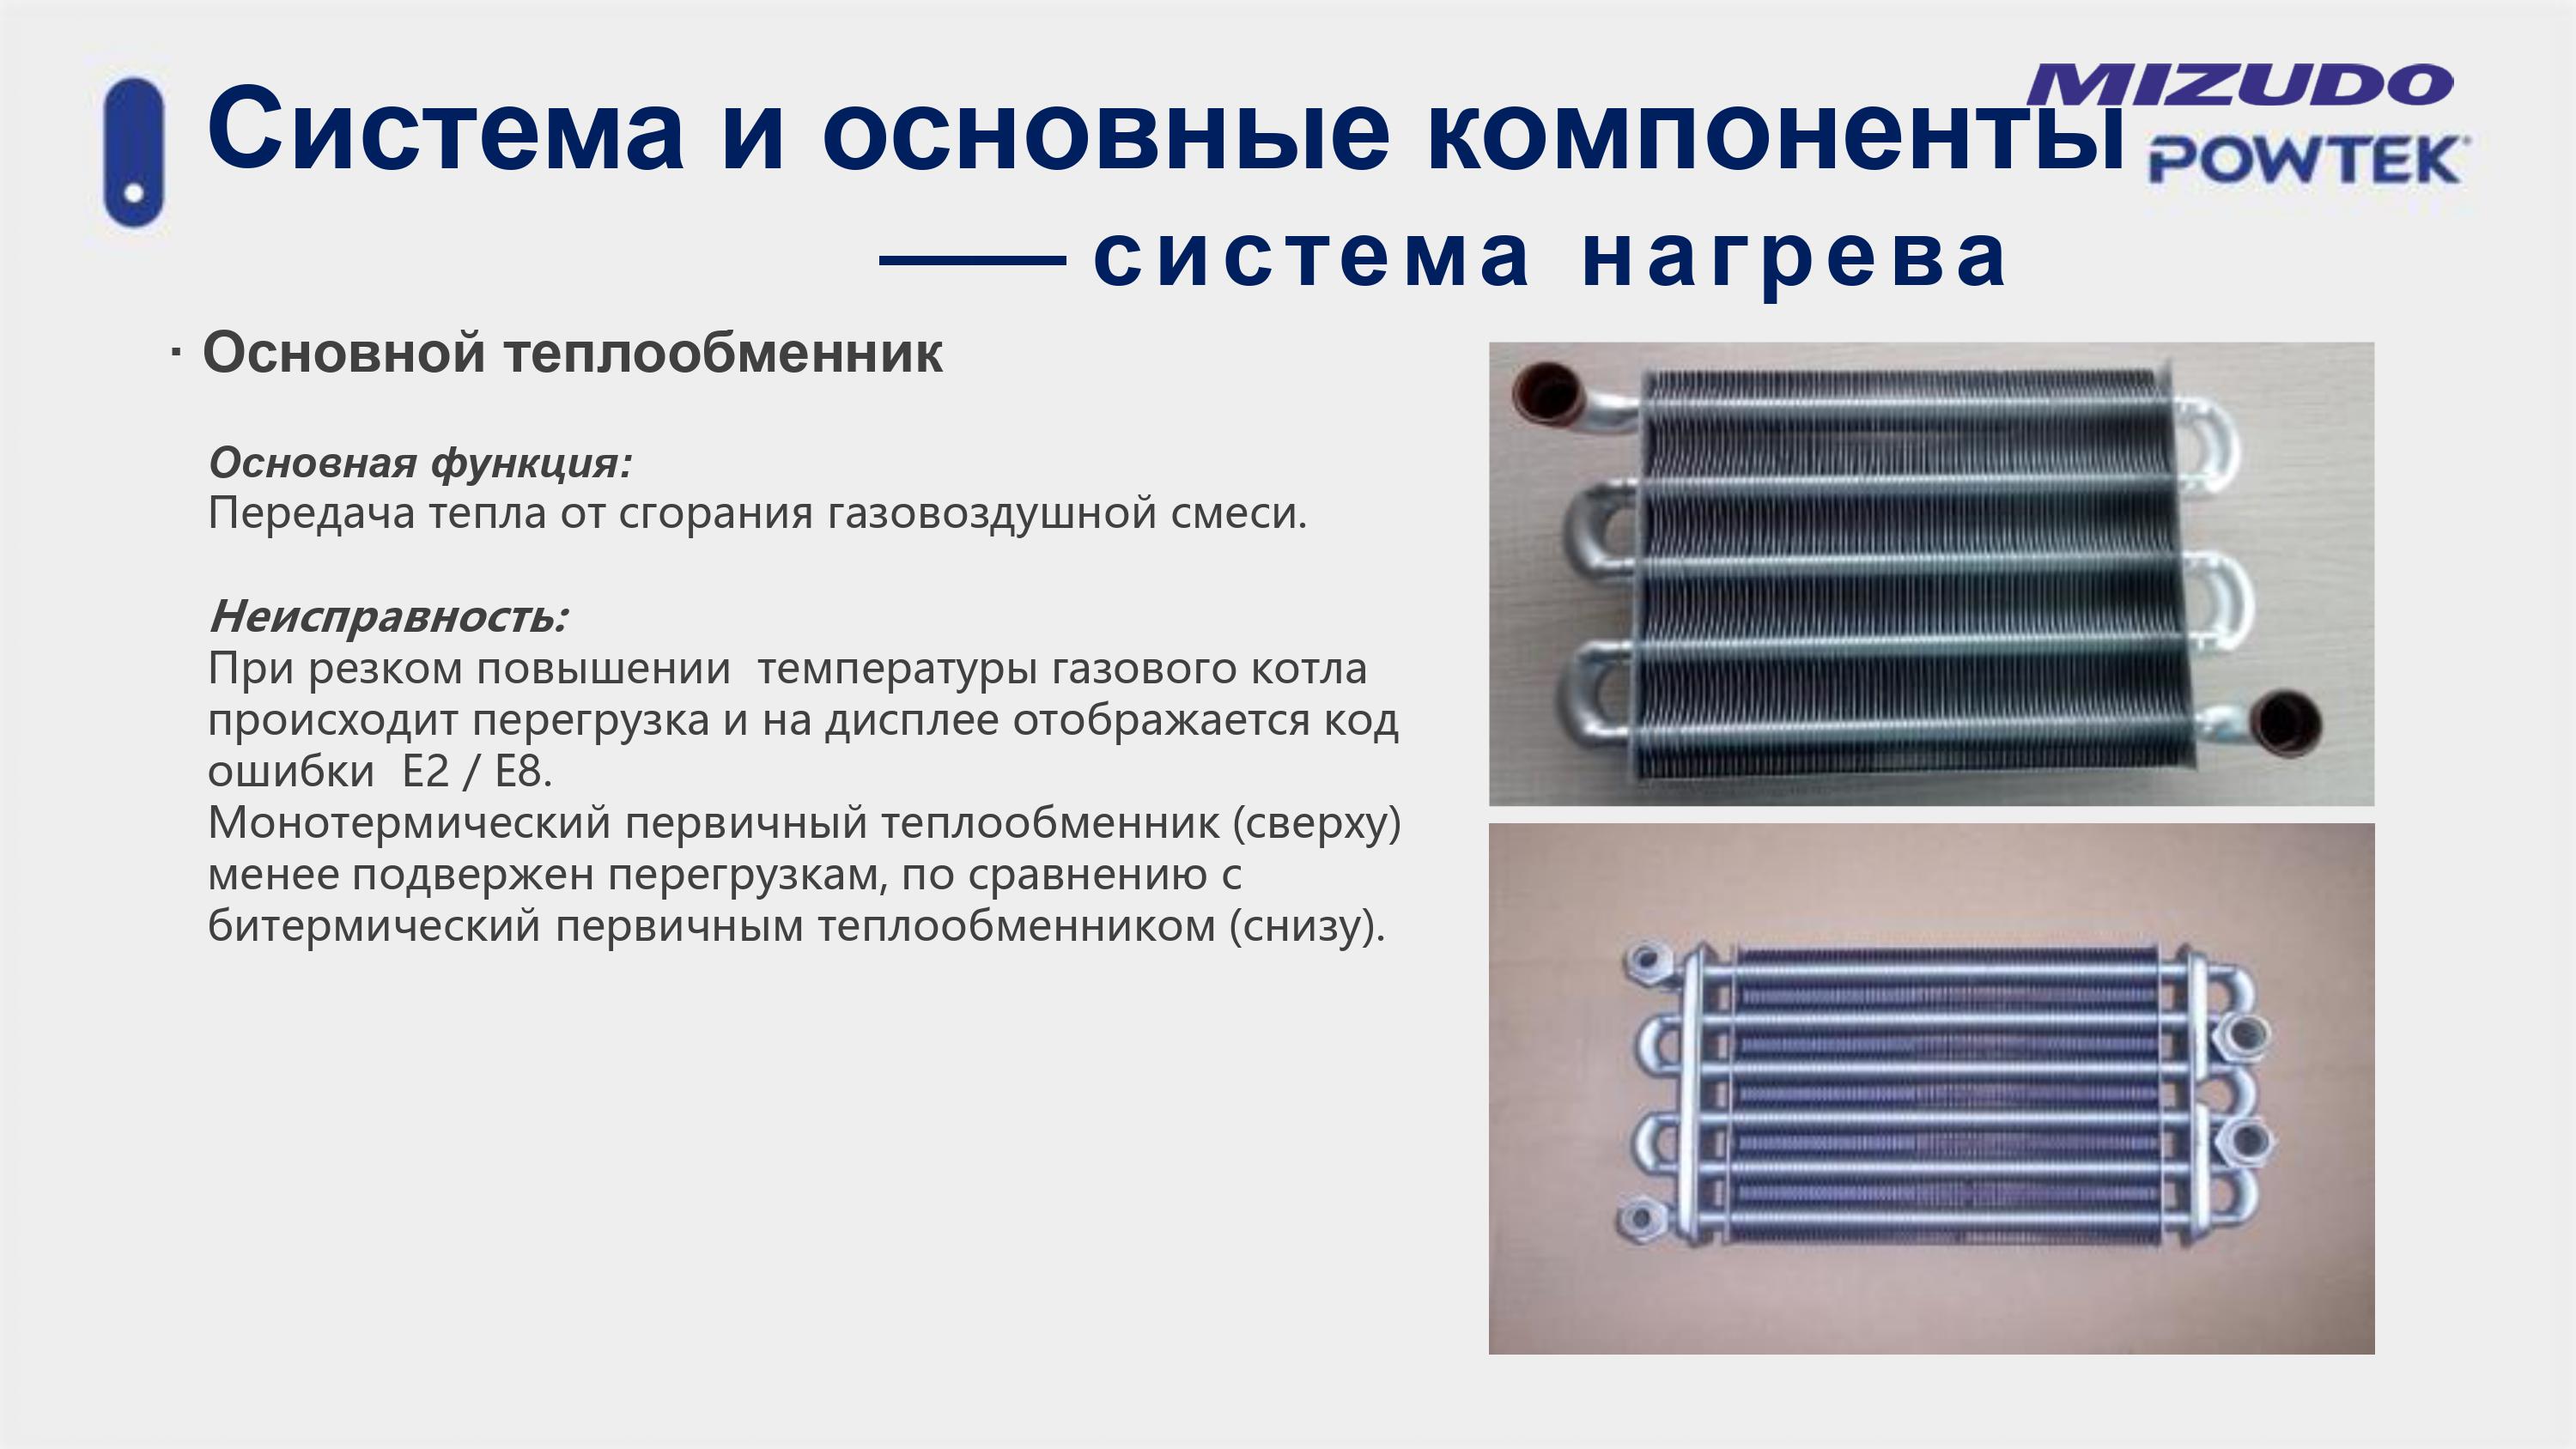 MIZUDO
Система и основные компоненты
POWTEK
—— система нагрева
· Основной теплообменник
Основная функция:
Передача тепла от сгорания газовоздушной смеси.
Неисправность:
При резком повышении  температуры газового котла
происходит перегрузка и на дисплее отображается код
ошибки  E2 / E8.
Монотермический первичный теплообменник (сверху)
менее подвержен перегрузкам, по сравнению с
битермический первичным теплообменником (снизу).